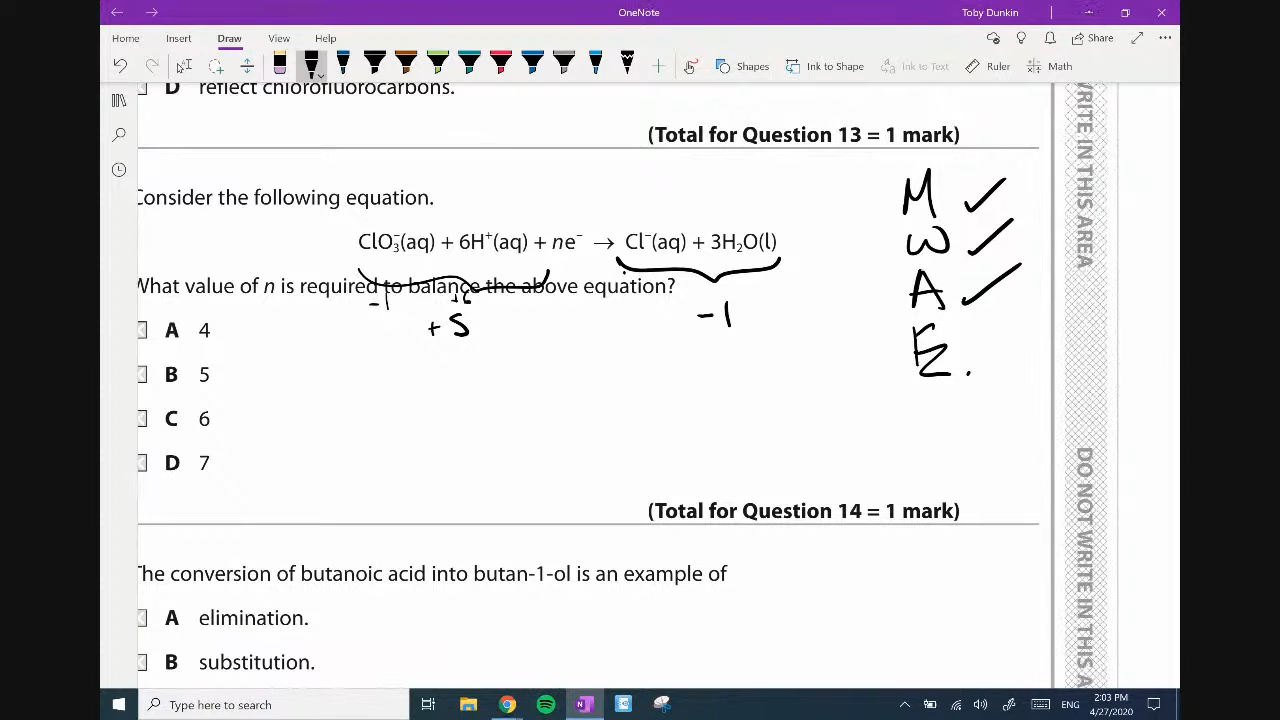 OneNote
Toby Dunkin
Home Insert Draw View Help
Share
Shapes Ink to Shape Ink to Text Ruler Math
D reflect chlorofluorocarbons.
(Total for Question 13 = 1 mark)
Consider the following equation.
ClO₃⁻(aq) + 6H⁺(aq) + ne⁻ → Cl⁻(aq) + 3H₂O(l)
What value of n is required to balance the above equation?
-1 +6
+5
-1
A 4
B 5
C 6
D 7
M ✓
W ✓
A ✓
E.
(Total for Question 14 = 1 mark)
The conversion of butanoic acid into butan-1-ol is an example of
A elimination.
B substitution.
WRITE IN THIS AREA
DO NOT WRITE IN THIS A
Type here to search
ENG
2:03 PM
4/27/2020